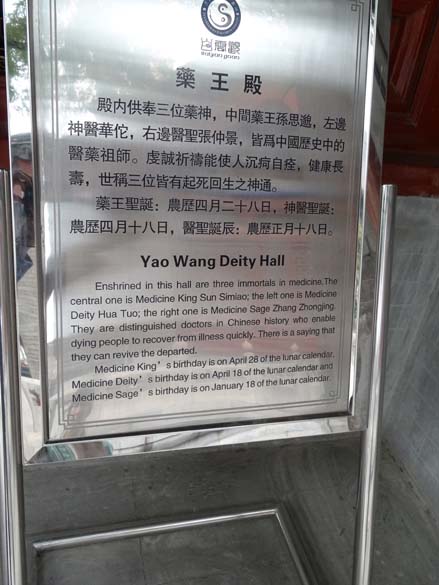 藥王殿
殿内供奉三位藥神，中間藥王孫思邈，左邊
神醫華佗，右邊醫聖張仲景，皆爲中國歷史中的
醫藥祖師。虔誠祈禱能使人沉疴自痊，健康長
壽，世稱三位皆有起死回生之神通。
藥王聖誕：農歷四月二十八日，神醫聖誕：
農歷四月十八日，醫聖誕辰：農歷正月十八日。
Yao Wang Deity Hall
Enshrined in this hall are three immortals in medicine.The
central one is Medicine King Sun Simiao; the left one is Medicine
Deity Hua Tuo; the right one is Medicine Sage Zhang Zhongjing.
They are distinguished doctors in Chinese history who enable
dying people to recover from illness quickly. There is a saying that
they can revive the departed.
Medicine King's birthday is on April 28 of the lunar calendar,
Medicine Deity's birthday is on April 18 of the lunar calendar and
Medicine Sage's birthday is on January 18 of the lunar calendar.